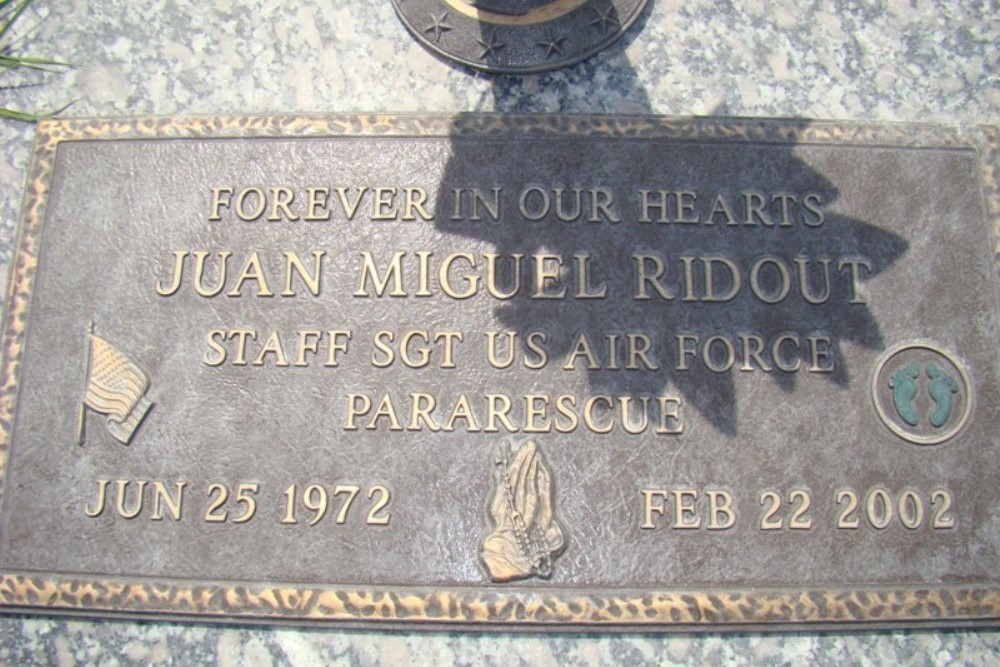 FOREVER IN OUR HEARTS
JUAN MIGUEL RIDOUT
STAFF SGT US AIR FORCE
PARARESCUE
JUN 25 1972 FEB 22 2002